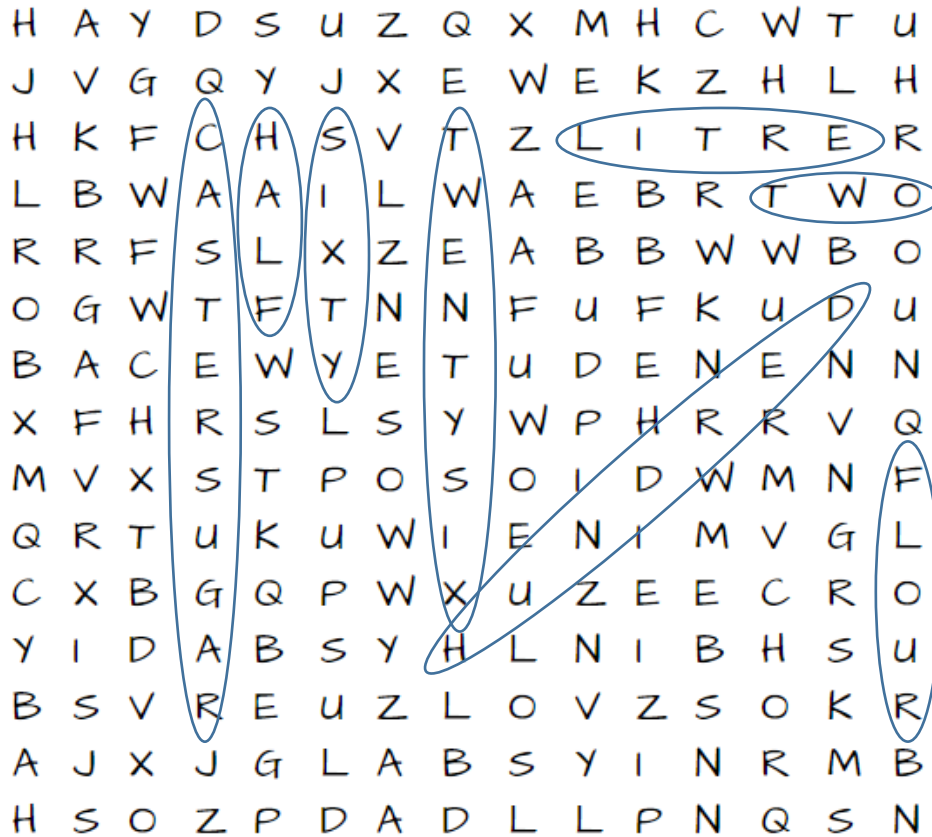 H A Y D S U Z Q X M H C W T U
J V G Q Y J X E W E K Z H L H
H K F C H S V T Z L I T R E R
L B W A A I L W A E B R T W O
R R F S L X Z E A B B W W B O
O G W T F T N N F U F K U D U
B A C E W Y E T U D E N E N N
X F H R S L S Y W P H R R V Q
M V X S T P O S O I D W M N F
Q R T U K U W I E N I M V G L
C X B G Q P W X U Z E E C R O
Y I D A B S Y H L N I B H S U
B S V R E U Z L O V Z S O K R
A J X J G L A B S Y I N R M B
H S O Z P D A D L L P N Q S N